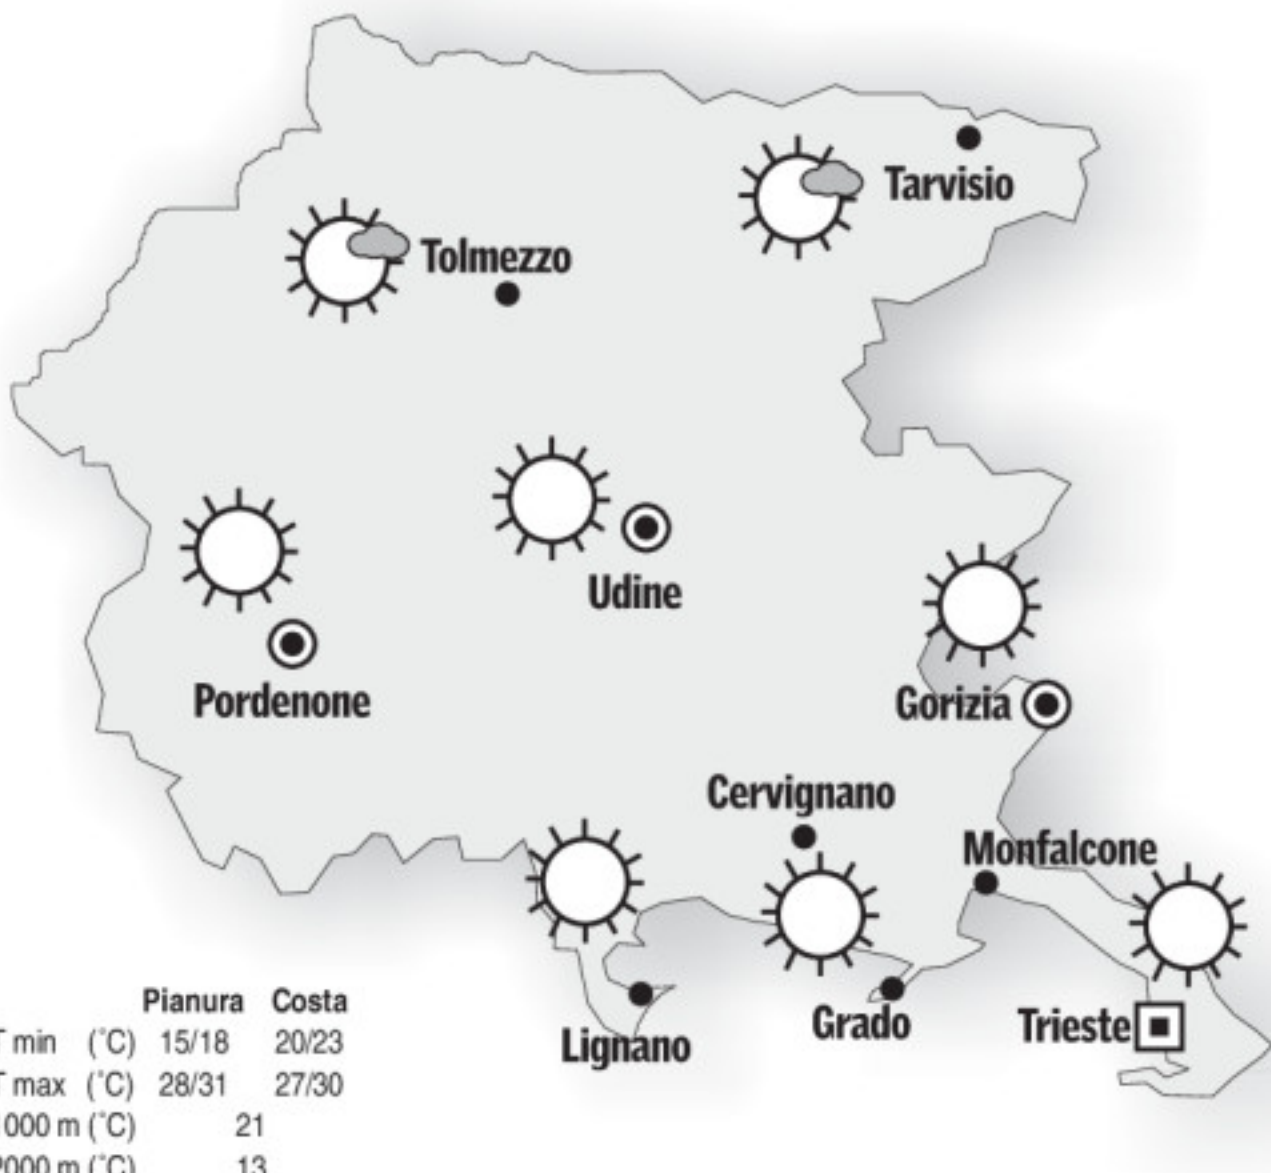 Tarvisio
Tolmezzo
Udine
Pordenone
Gorizia
Cervignano
Monfalcone
Grado
Trieste
Lignano
Pianura Costa
T min (°C) 15/18 20/23
T max (°C) 28/31 27/30
000 m (°C) 21
2000 m (°C) 13